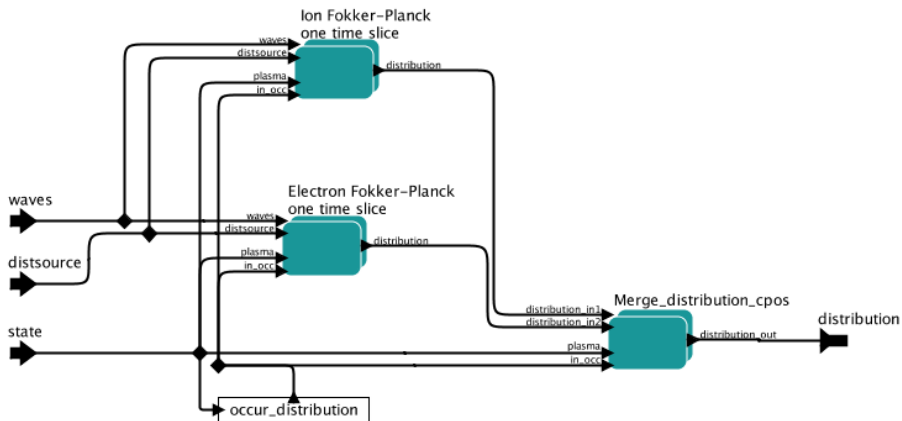 Ion Fokker-Planck
one time slice
waves
distsource
plasma
in_occ
distribution
Electron Fokker-Planck
one time slice
waves
waves
distsource
distribution
distsource
plasma
in_occ
Merge_distribution_cpos
distribution_in1
distribution_in2
distribution
state
distribution_out
plasma
in_occ
occur_distribution